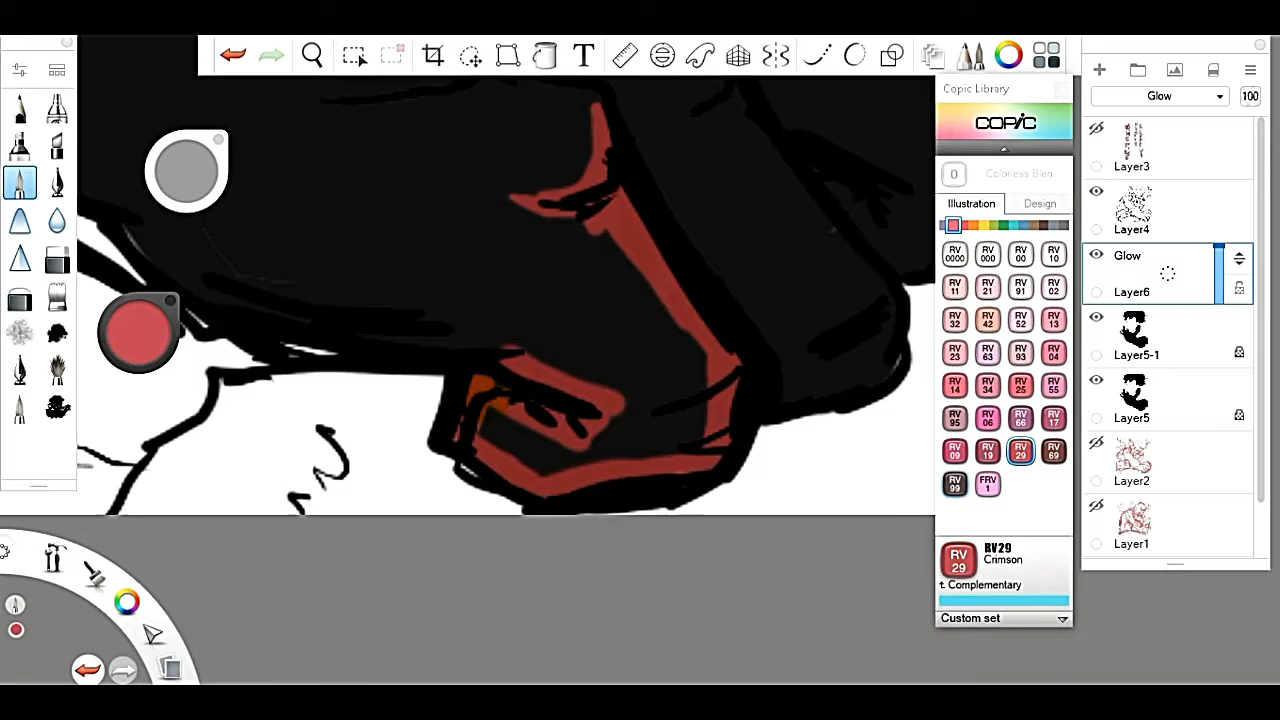 T
Copic Library
COPIC
0 Colorless Blen
Illustration Design
RV 0000 RV 000 RV 00 RV 10
RV 11 RV 21 RV 91 RV 02
RV 32 RV 42 RV 52 RV 13
RV 23 RV 63 RV 93 RV 04
RV 14 RV 34 RV 25 RV 55
RV 95 RV 06 RV 66 RV 17
RV 09 RV 19 RV 29 RV 69
RV 99 FRV 1
RV 29 RV29
Crimson
t. Complementary
Custom set
Glow 100
Layer3
Layer4
Glow
Layer6
Layer5-1
Layer5
Layer2
Layer1